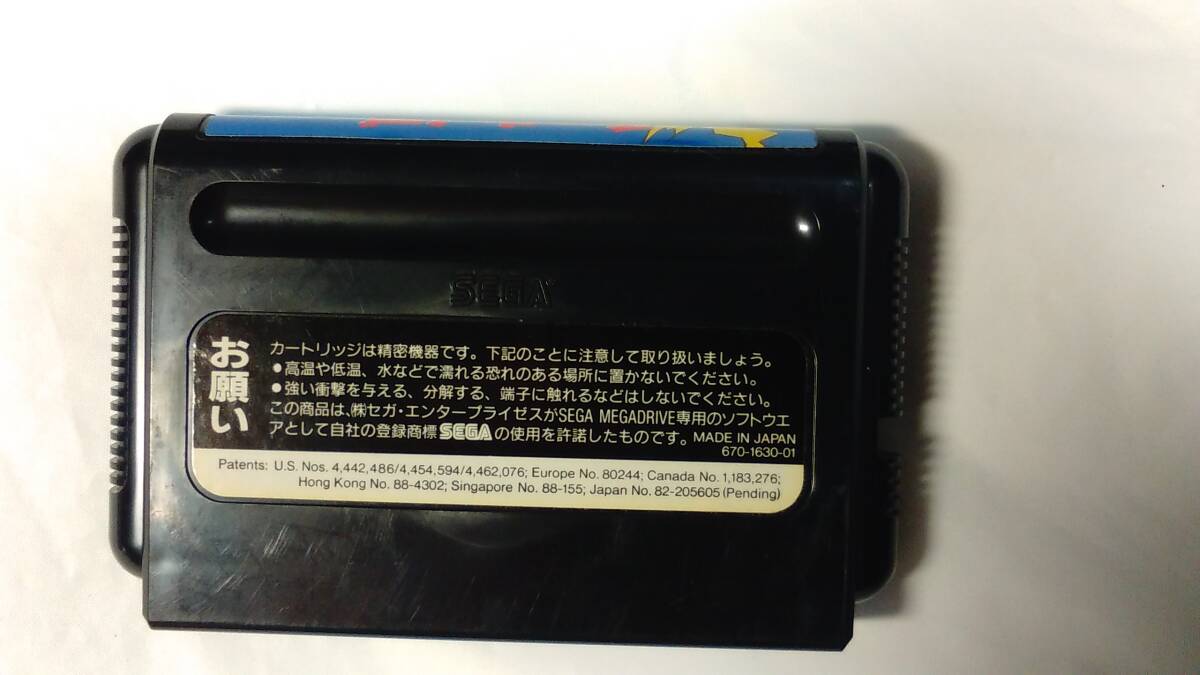 SEGA
お願い
カートリッジは精密機器です。下記のことに注意して取り扱いましょう。
●高温や低温、水などで濡れる恐れのある場所に置かないでください。
●強い衝撃を与える、分解する、端子に触れるなどはしないでください。
この商品は、㈱セガ・エンタープライゼスがSEGA MEGADRIVE専用のソフトウエ
アとして自社の登録商標SEGAの使用を許諾したものです。MADE IN JAPAN
670-1630-01
Patents: U.S. Nos. 4,442,486/4,454,594/4,462,076; Europe No. 80244; Canada No. 1,183,276;
Hong Kong No. 88-4302; Singapore No. 88-155; Japan No. 82-205605 (Pending)